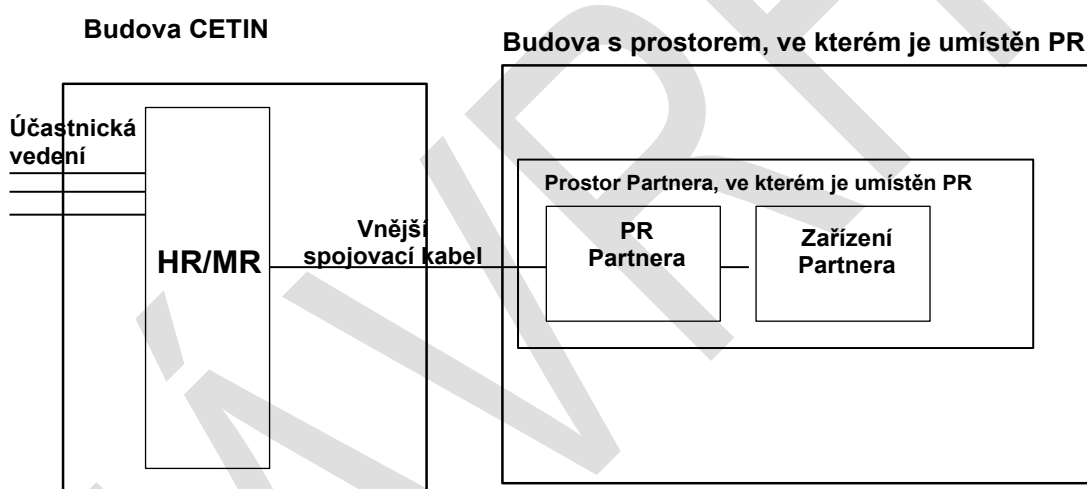 Budova CETIN
Budova s prostorem, ve kterém je umístěn PR
Účastnická
vedení
HR/MR
Vnější
spojovací kabel
Prostor Partnera, ve kterém je umístěn PR
PR
Partnera
Zařízení
Partnera